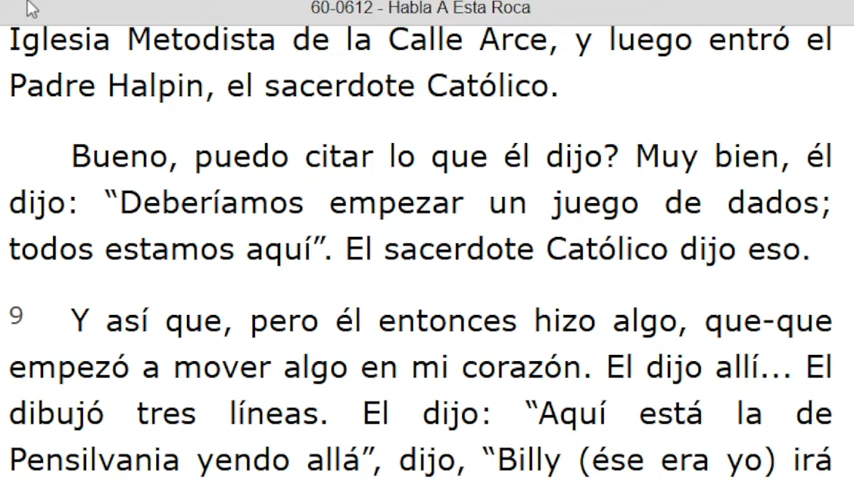 60-0612 - Habla A Esta Roca
Iglesia Metodista de la Calle Arce, y luego entró el
Padre Halpin, el sacerdote Católico.
Bueno, puedo citar lo que él dijo? Muy bien, él
dijo: “Deberíamos empezar un juego de dados;
todos estamos aquí”. El sacerdote Católico dijo eso.
9 Y así que, pero él entonces hizo algo, que-que
empezó a mover algo en mi corazón. El dijo allí... El
dibujó tres líneas. El dijo: “Aquí está la de
Pensilvania yendo allá”, dijo, “Billy (ése era yo) irá